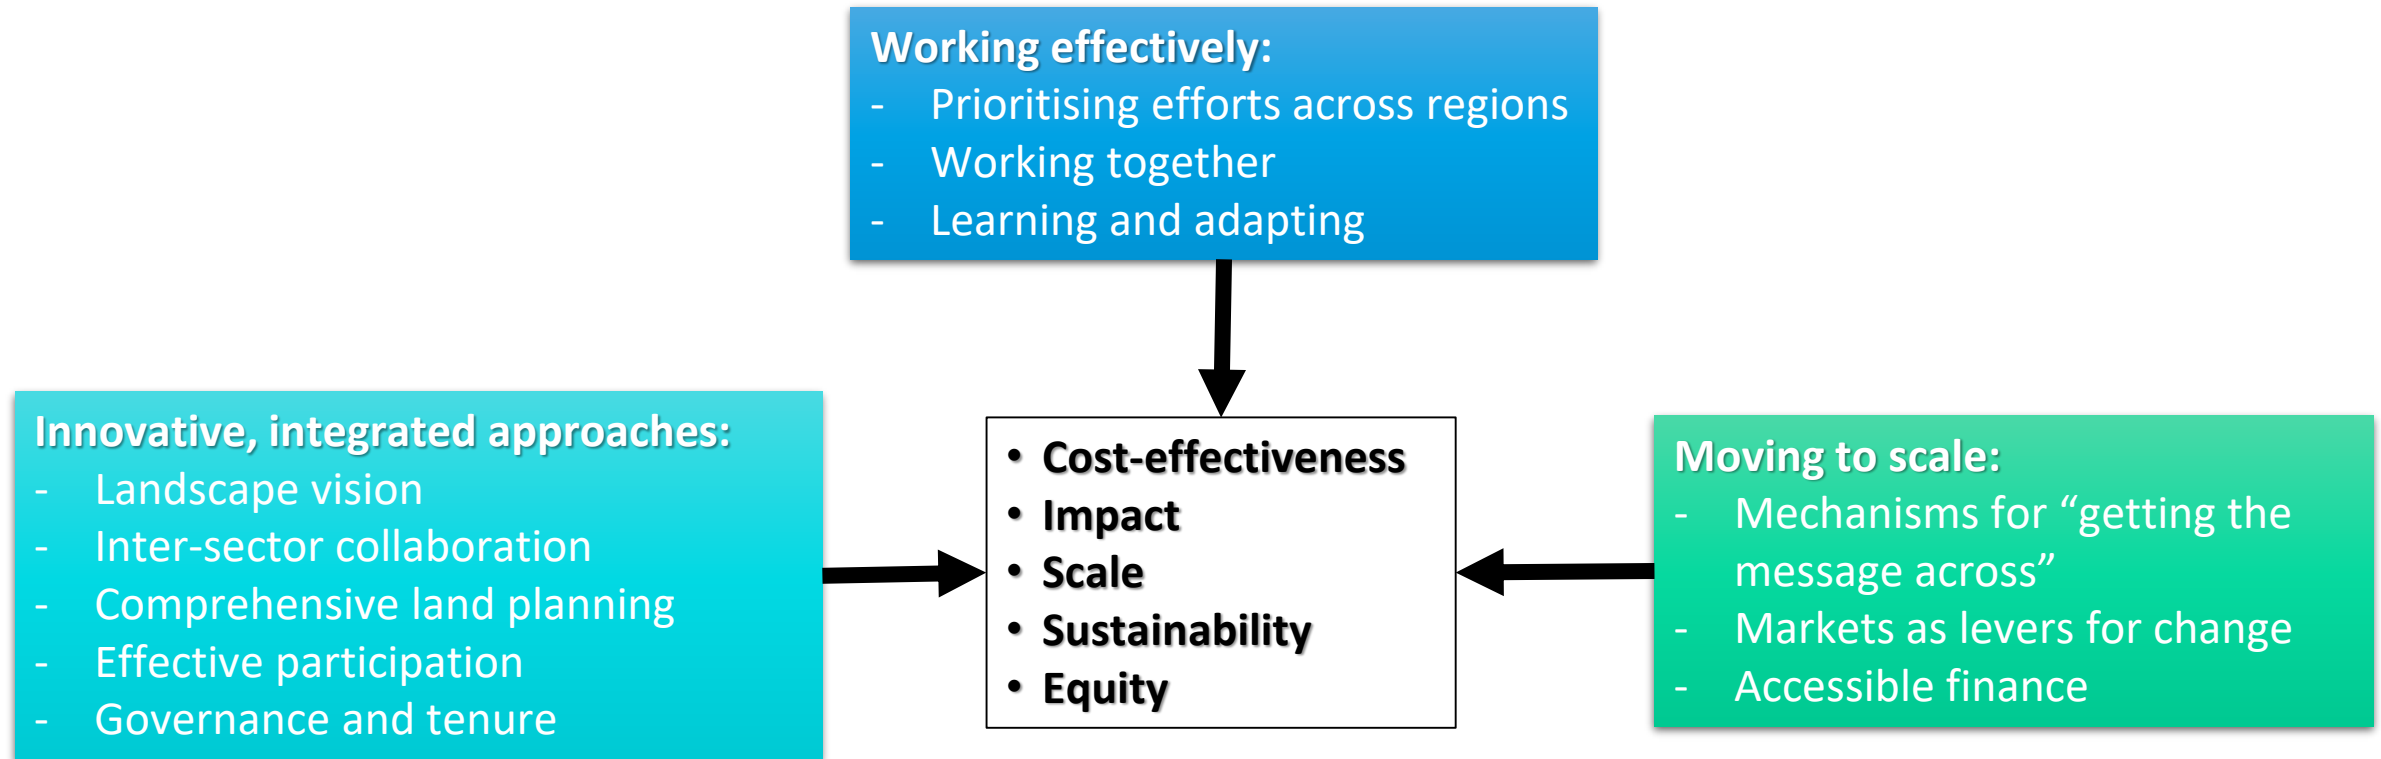 Working effectively:
- Prioritising efforts across regions
- Working together
- Learning and adapting
Innovative, integrated approaches:
- Landscape vision
- Inter-sector collaboration
- Comprehensive land planning
- Effective participation
- Governance and tenure
• Cost-effectiveness
• Impact
• Scale
• Sustainability
• Equity
Moving to scale:
- Mechanisms for “getting the
message across”
- Markets as levers for change
- Accessible finance